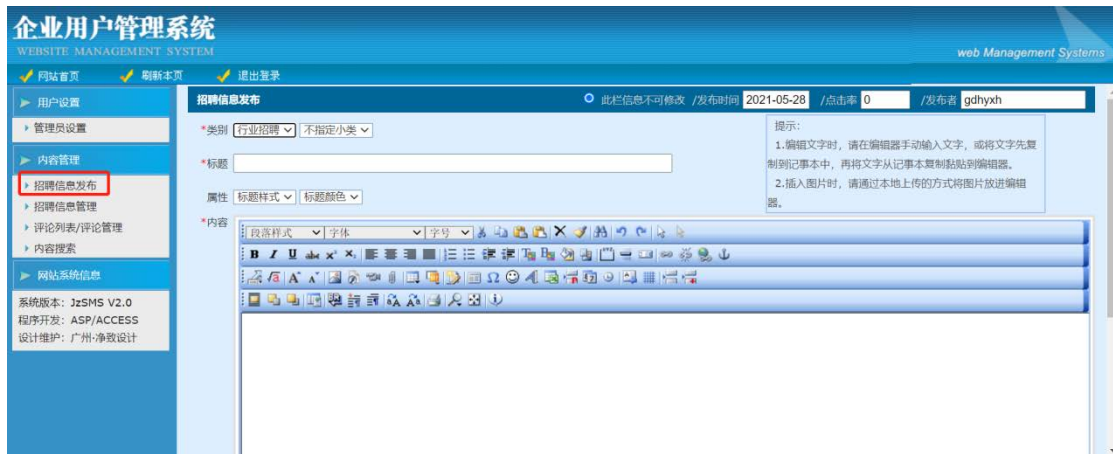 企业用户管理系统
WEBSITE MANAGEMENT SYSTEM
web Management Systems
网站首页 刷新本页 退出登录
用户设置
管理员设置
内容管理
招聘信息发布
招聘信息管理
评论列表/评论管理
内容搜索
网站系统信息
系统版本：JzSMS V2.0
程序开发：ASP/ACCESS
设计维护：广州·净致设计
招聘信息发布 此栏信息不可修改 /发布时间 2021-05-28 /点击率 0 /发布者 gdhyxh
*类别 行业招聘 不指定小类
*标题
属性 标题样式 标题颜色
提示：
1.编辑文字时，请在编辑器手动输入文字，或将文字先复
制到记事本中，再将文字从记事本复制黏贴到编辑器。
2.插入图片时，请通过本地上传的方式将图片放进编辑
器。
*内容
段落样式 字体 字号